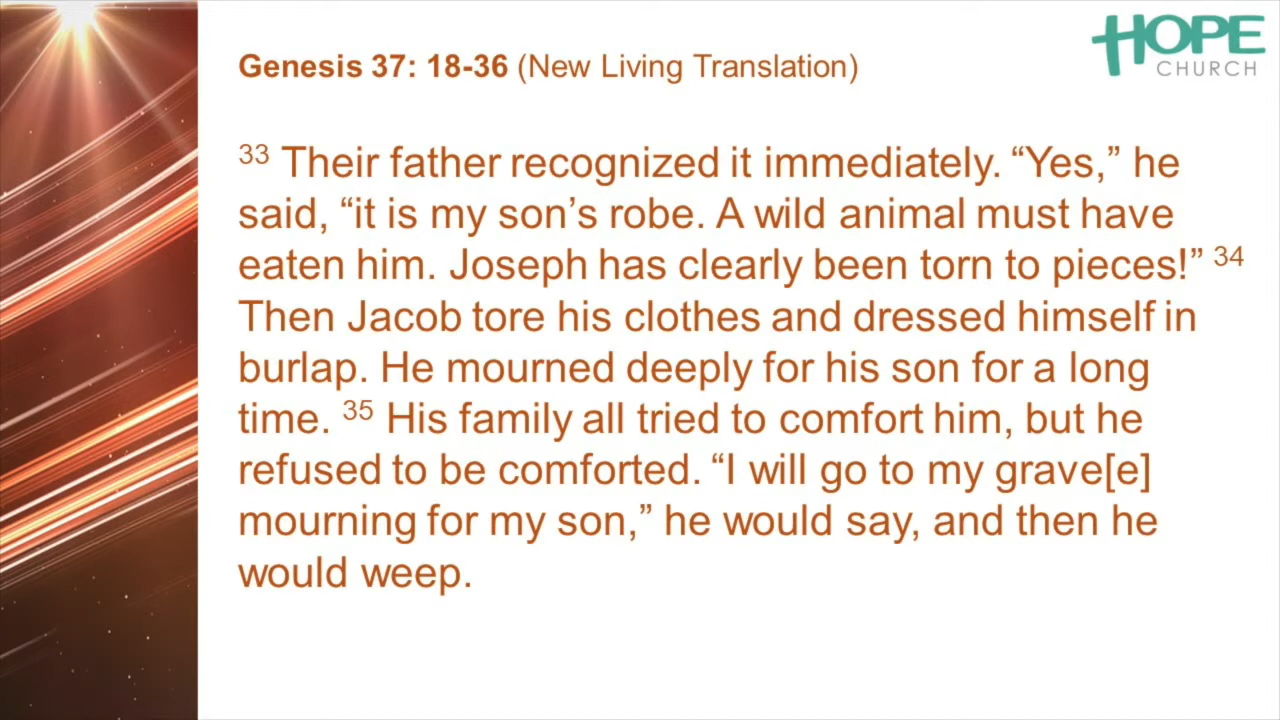 HOPE
CHURCH
Genesis 37: 18-36 (New Living Translation)
33 Their father recognized it immediately. “Yes,” he
said, “it is my son’s robe. A wild animal must have
eaten him. Joseph has clearly been torn to pieces!” 34
Then Jacob tore his clothes and dressed himself in
burlap. He mourned deeply for his son for a long
time. 35 His family all tried to comfort him, but he
refused to be comforted. “I will go to my grave[e]
mourning for my son,” he would say, and then he
would weep.